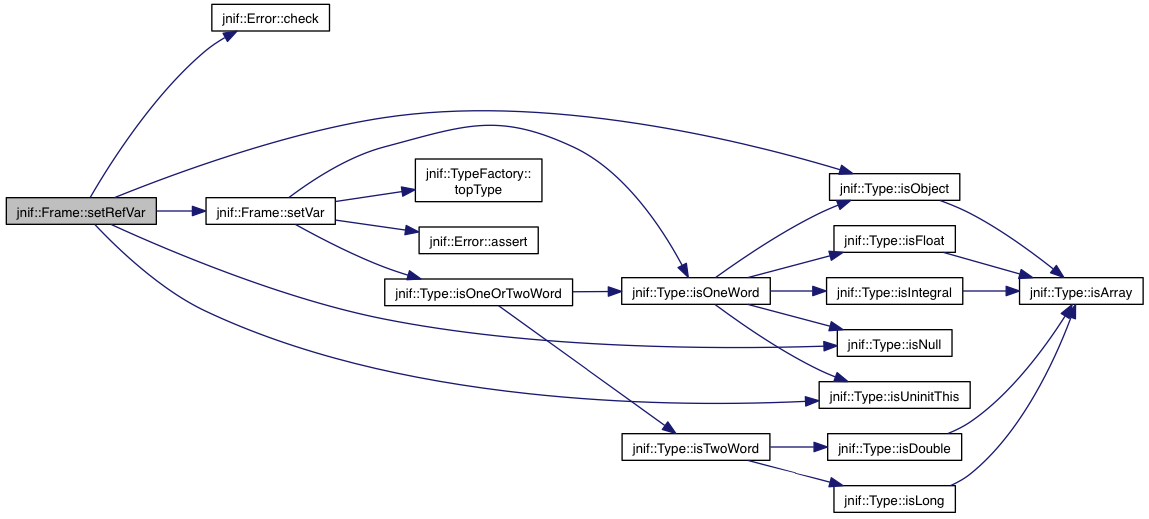 jnif::Error::check
jnif::Frame::setRefVar
jnif::Frame::setVar
jnif::TypeFactory::
topType
jnif::Error::assert
jnif::Type::isOneOrTwoWord
jnif::Type::isOneWord
jnif::Type::isTwoWord
jnif::Type::isObject
jnif::Type::isFloat
jnif::Type::isIntegral
jnif::Type::isNull
jnif::Type::isUninitThis
jnif::Type::isDouble
jnif::Type::isLong
jnif::Type::isArray